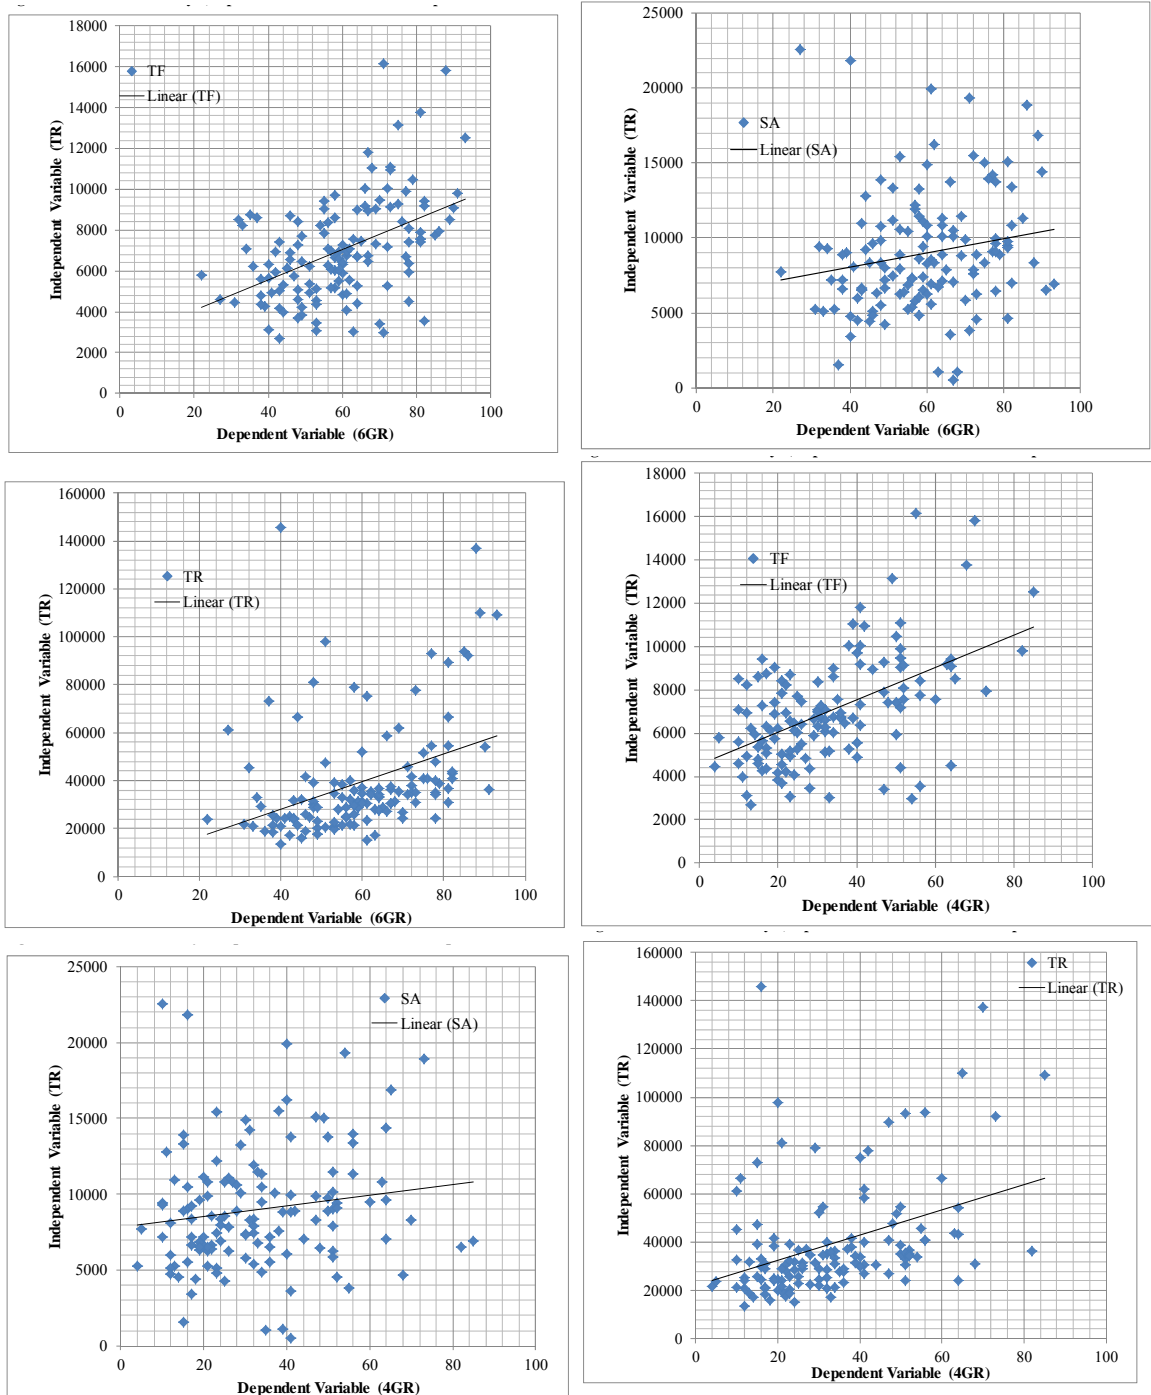 18000
16000
14000
12000
10000
8000
6000
4000
2000
0
0 20 40 60 80 100
Independent Variable (TR)
Dependent Variable (6GR)
TF
Linear (TF)
25000
20000
15000
10000
5000
0
0 20 40 60 80 100
Independent Variable (TR)
Dependent Variable (6GR)
SA
Linear (SA)
160000
140000
120000
100000
80000
60000
40000
20000
0
0 20 40 60 80 100
Independent Variable (TR)
Dependent Variable (6GR)
TR
Linear (TR)
18000
16000
14000
12000
10000
8000
6000
4000
2000
0
0 20 40 60 80 100
Independent Variable (TR)
Dependent Variable (4GR)
TF
Linear (TF)
25000
20000
15000
10000
5000
0
0 20 40 60 80 100
Independent Variable (TR)
Dependent Variable (4GR)
SA
Linear (SA)
160000
140000
120000
100000
80000
60000
40000
20000
0
0 20 40 60 80 100
Independent Variable (TR)
Dependent Variable (4GR)
TR
Linear (TR)